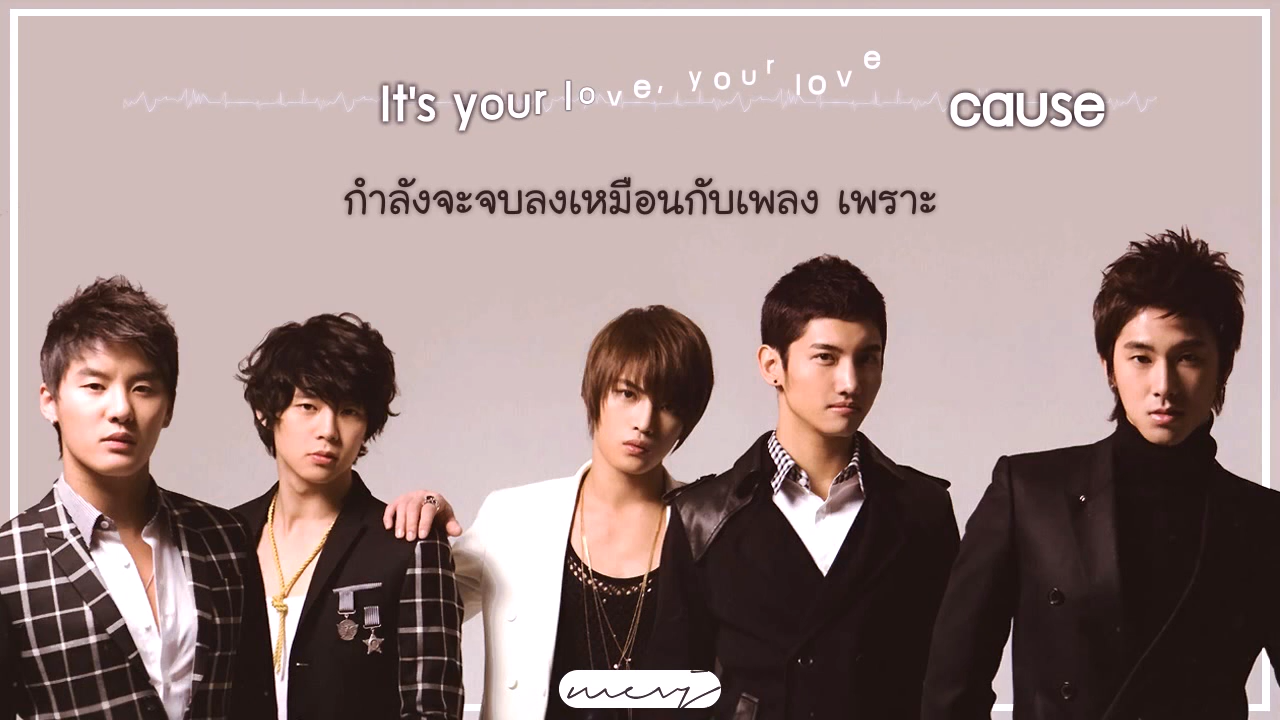 It's your love, your love cause
กำลังจะจบลงเหมือนกับเพลง เพราะ